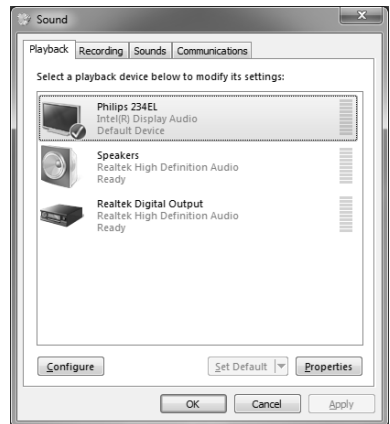 Sound
Playback Recording Sounds Communications
Select a playback device below to modify its settings:
Philips 234EL
Intel(R) Display Audio
Default Device
Speakers
Realtek High Definition Audio
Ready
Realtek Digital Output
Realtek High Definition Audio
Ready
Configure Set Default Properties
OK Cancel Apply